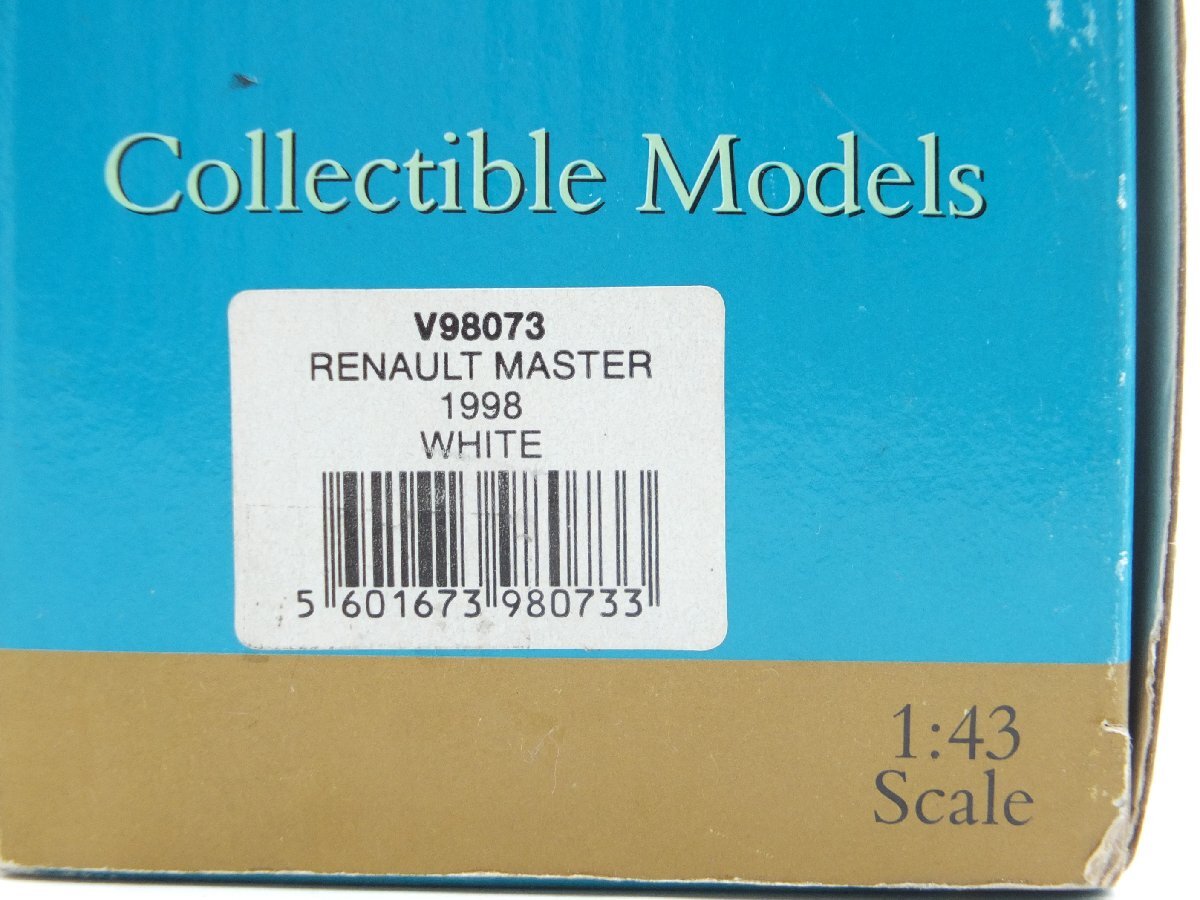 Collectible Models
V98073
RENAULT MASTER
1998
WHITE
5 601673 980733
1:43
Scale